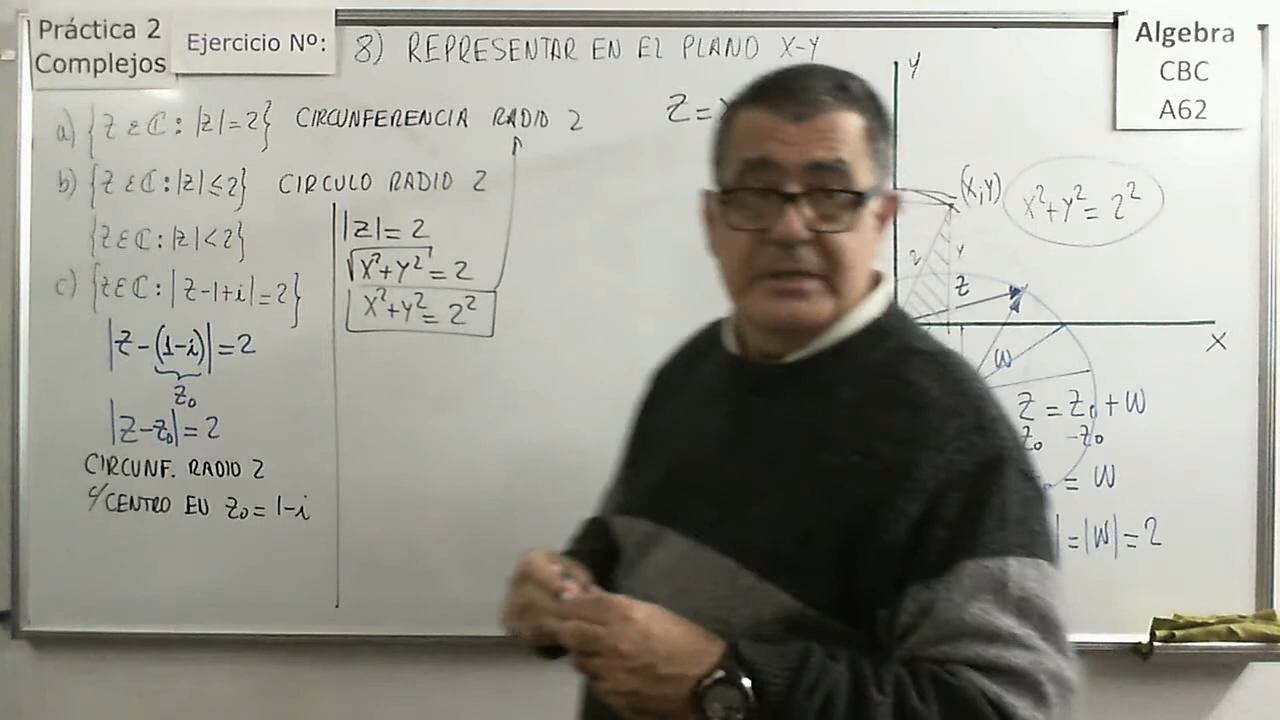 Práctica 2
Complejos
Ejercicio Nº:
8) REPRESENTAR EN EL PLANO X-Y
Algebra
CBC
A62
a) {Z ε ℂ : |z| = 2} CIRCUNFERENCIA RADIO 2
b) {Z ε ℂ : |z| ≤ 2} CIRCULO RADIO 2
{Z ε ℂ : |z| < 2}
c) {Z ε ℂ : |Z-1+i| = 2}
|Z-(1-i)| = 2
Z₀
|Z-Z₀| = 2
CIRCUNF. RADIO 2
c/CENTRO EN Z₀ = 1-i
|Z| = 2
√X²+Y² = 2
X²+Y² = 2²
Z =
Y
(X,Y)
X²+Y² = 2²
2
Y
Z
W
X
Z = Z₀ + W
Z₀ -Z₀
= W
| = |W| = 2